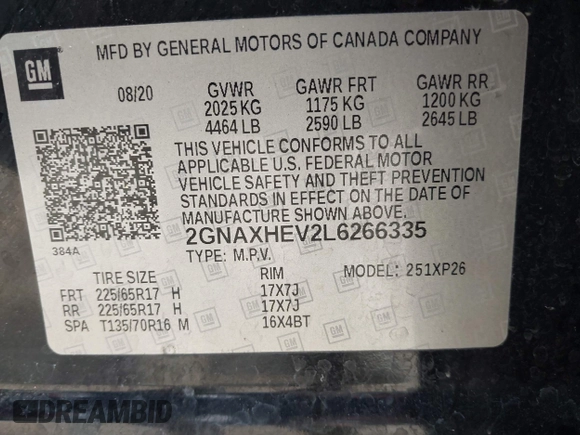 GM
MFD BY GENERAL MOTORS OF CANADA COMPANY
08/20 GVWR GAWR FRT GAWR RR
2025 KG 1175 KG 1200 KG
4464 LB 2590 LB 2645 LB
THIS VEHICLE CONFORMS TO ALL
APPLICABLE U.S. FEDERAL MOTOR
VEHICLE SAFETY AND THEFT PREVENTION
STANDARDS IN EFFECT ON THE DATE OF
MANUFACTURE SHOWN ABOVE.
384A
2GNAXHEV2L6266335
TYPE: M.P.V.
TIRE SIZE RIM MODEL: 251XP26
FRT 225/65R17 H 17X7J
RR 225/65R17 H 17X7J
SPA T135/70R16 M 16X4BT
DREAMBID